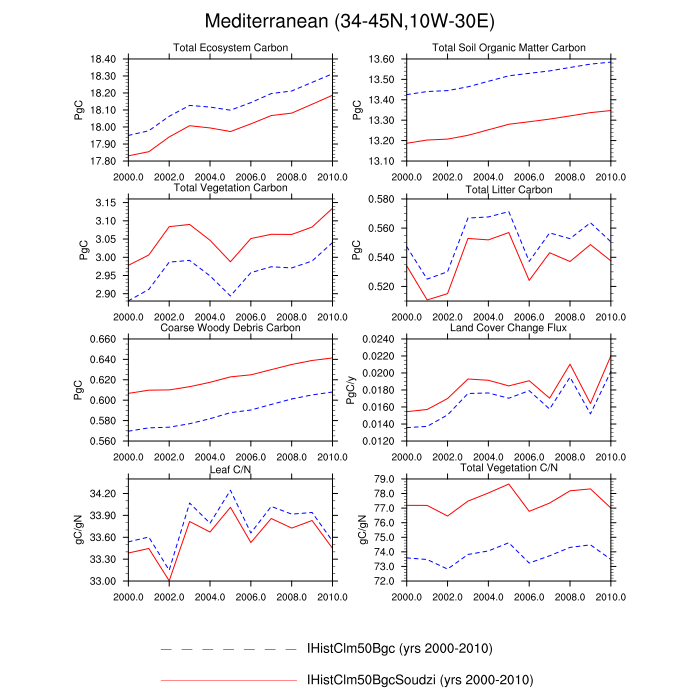 Mediterranean (34-45N,10W-30E)
Total Ecosystem Carbon
PgC
18.40
18.30
18.20
18.10
18.00
17.90
17.80
2000.0 2002.0 2004.0 2006.0 2008.0 2010.0
Total Soil Organic Matter Carbon
PgC
13.60
13.50
13.40
13.30
13.20
13.10
2000.0 2002.0 2004.0 2006.0 2008.0 2010.0
Total Vegetation Carbon
PgC
3.15
3.10
3.05
3.00
2.95
2.90
2000.0 2002.0 2004.0 2006.0 2008.0 2010.0
Total Litter Carbon
PgC
0.580
0.560
0.540
0.520
2000.0 2002.0 2004.0 2006.0 2008.0 2010.0
Coarse Woody Debris Carbon
PgC
0.660
0.640
0.620
0.600
0.580
0.560
2000.0 2002.0 2004.0 2006.0 2008.0 2010.0
Land Cover Change Flux
PgC/y
0.0240
0.0220
0.0200
0.0180
0.0160
0.0140
0.0120
2000.0 2002.0 2004.0 2006.0 2008.0 2010.0
Leaf C/N
gC/gN
34.20
33.90
33.60
33.30
33.00
2000.0 2002.0 2004.0 2006.0 2008.0 2010.0
Total Vegetation C/N
gC/gN
79.0
78.0
77.0
76.0
75.0
74.0
73.0
72.0
2000.0 2002.0 2004.0 2006.0 2008.0 2010.0
IHistClm50Bgc (yrs 2000-2010)
IHistClm50BgcSoudzi (yrs 2000-2010)